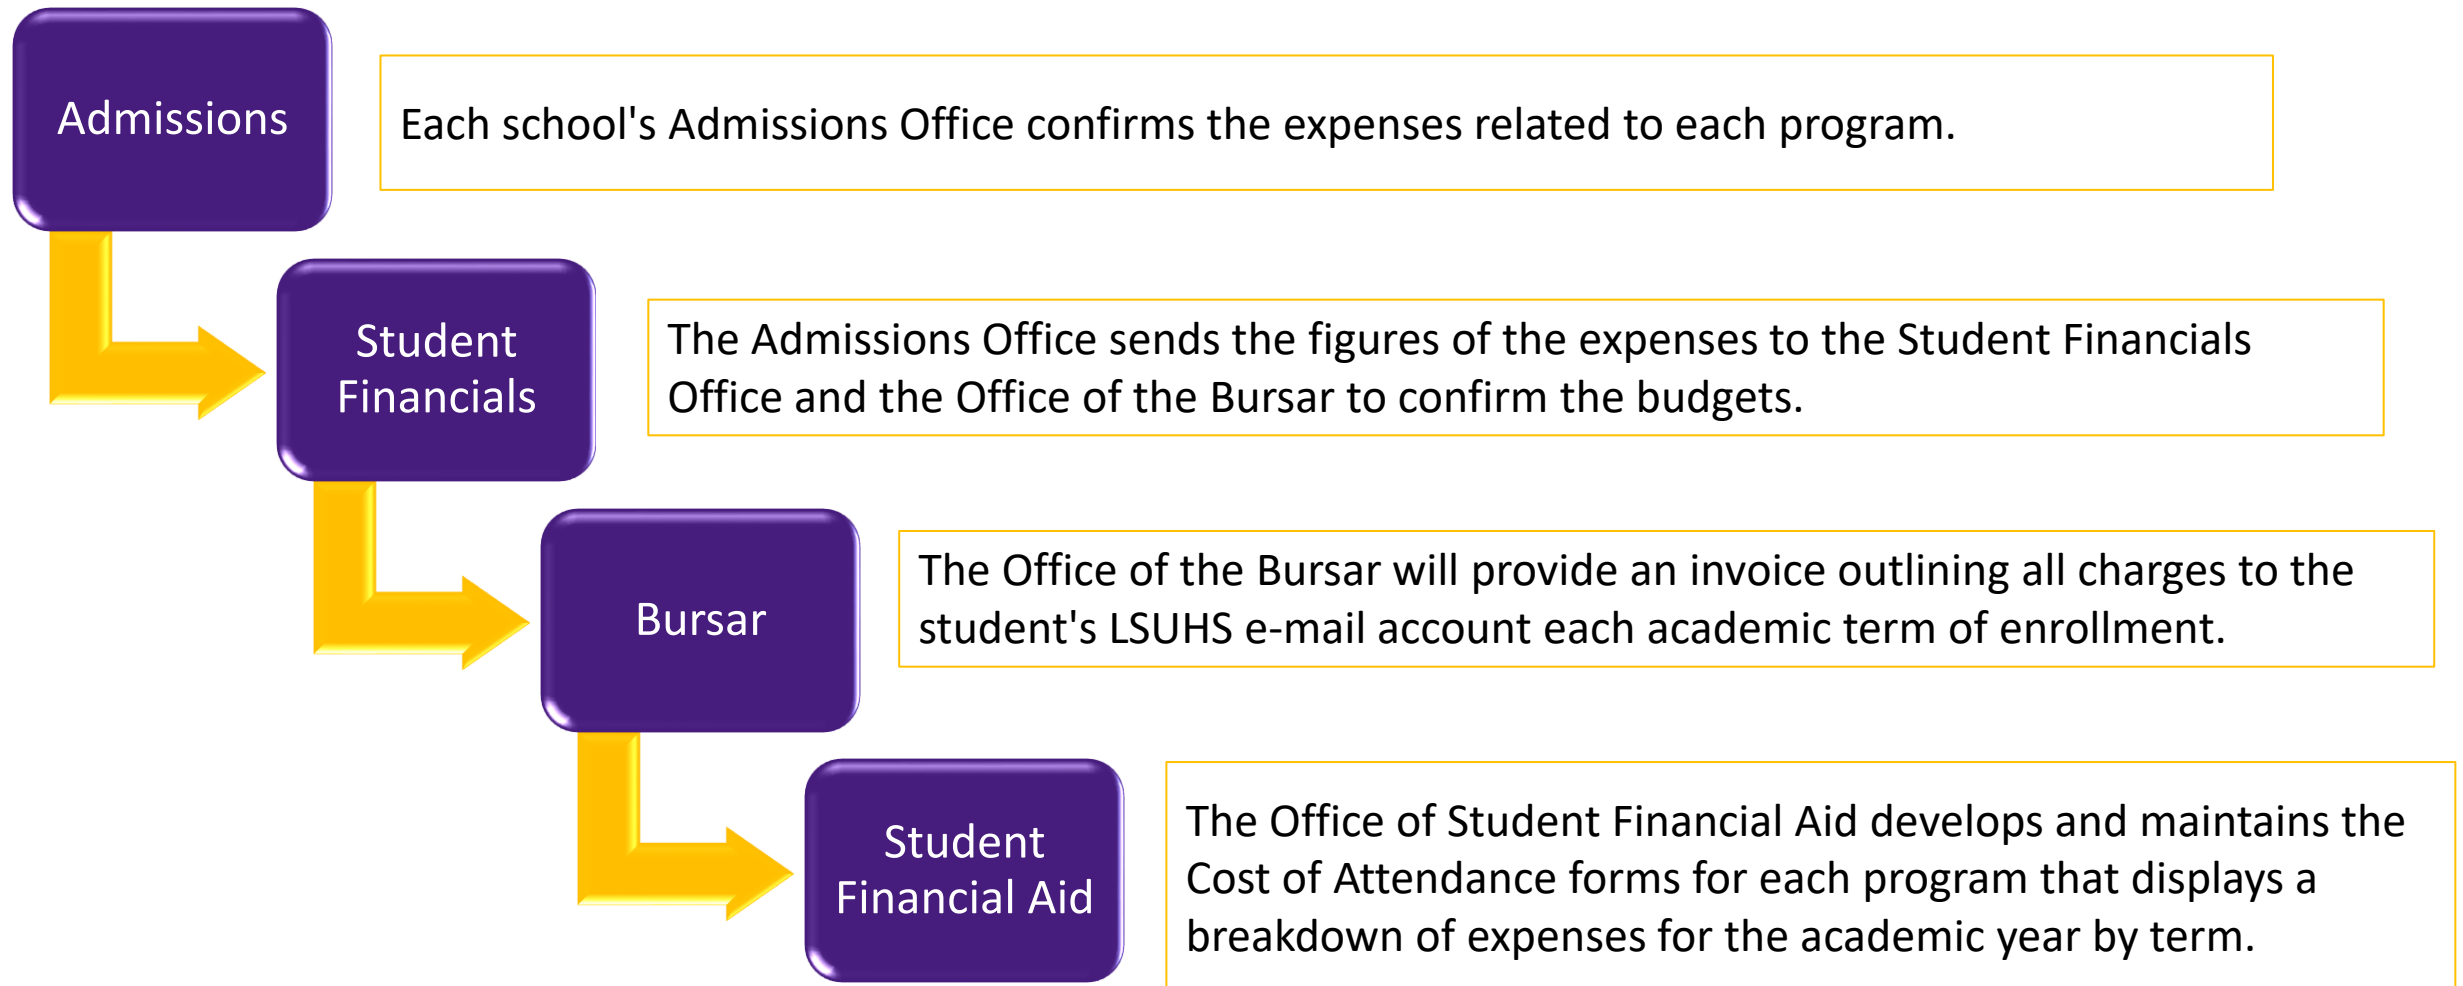 Admissions
Each school's Admissions Office confirms the expenses related to each program.
Student
Financials
The Admissions Office sends the figures of the expenses to the Student Financials
Office and the Office of the Bursar to confirm the budgets.
Bursar
The Office of the Bursar will provide an invoice outlining all charges to the
student's LSUHS e-mail account each academic term of enrollment.
Student
Financial Aid
The Office of Student Financial Aid develops and maintains the
Cost of Attendance forms for each program that displays a
breakdown of expenses for the academic year by term.